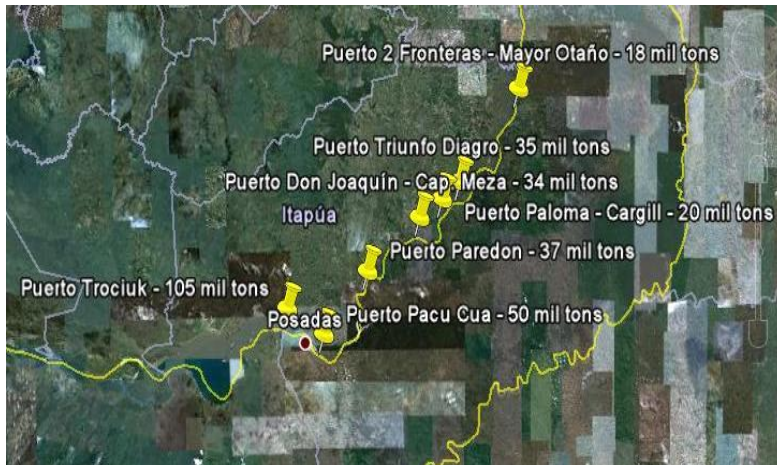 Puerto 2 Fronteras - Mayor Otaño - 18 mil tons
Puerto Triunfo Diagro - 35 mil tons
Puerto Don Joaquín - Cap. Meza - 34 mil tons
Itapúa
Puerto Paloma - Cargill - 20 mil tons
Puerto Paredon - 37 mil tons
Puerto Trociuk - 105 mil tons
Posadas
Puerto Pacu Cua - 50 mil tons